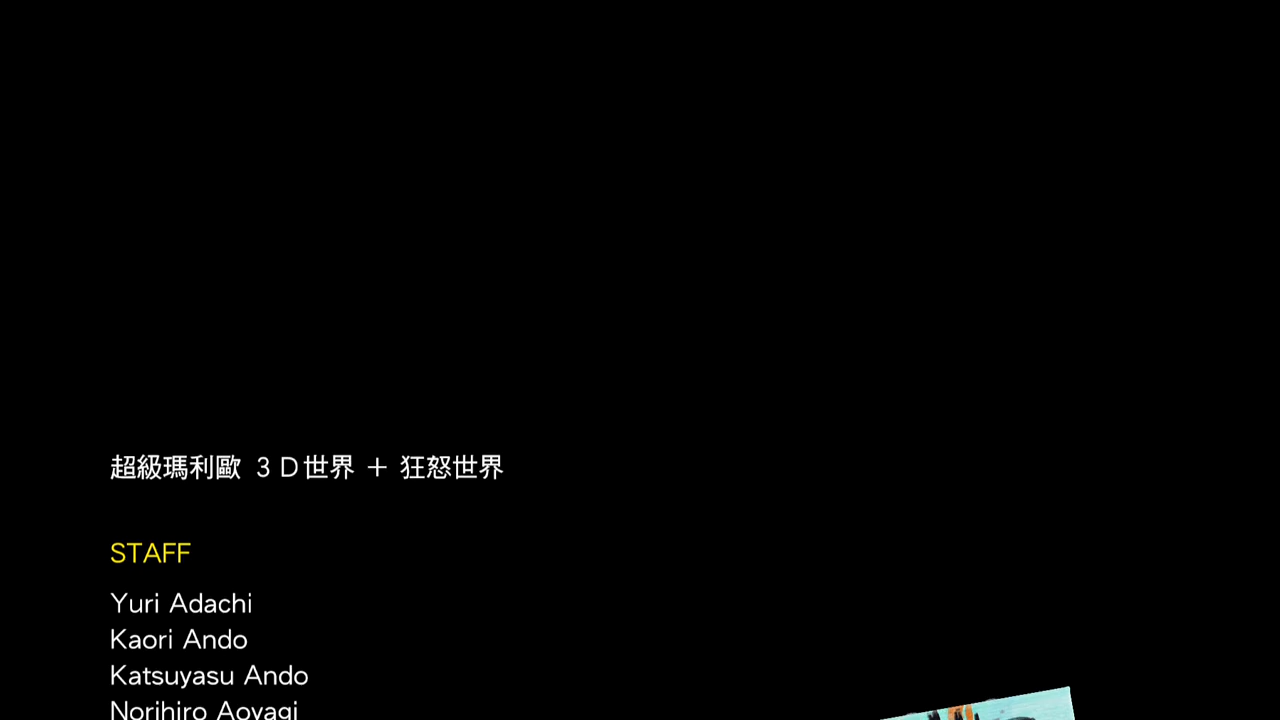 超級瑪利歐 3D世界 + 狂怒世界
STAFF
Yuri Adachi
Kaori Ando
Katsuyasu Ando
Norihiro Aoyagi